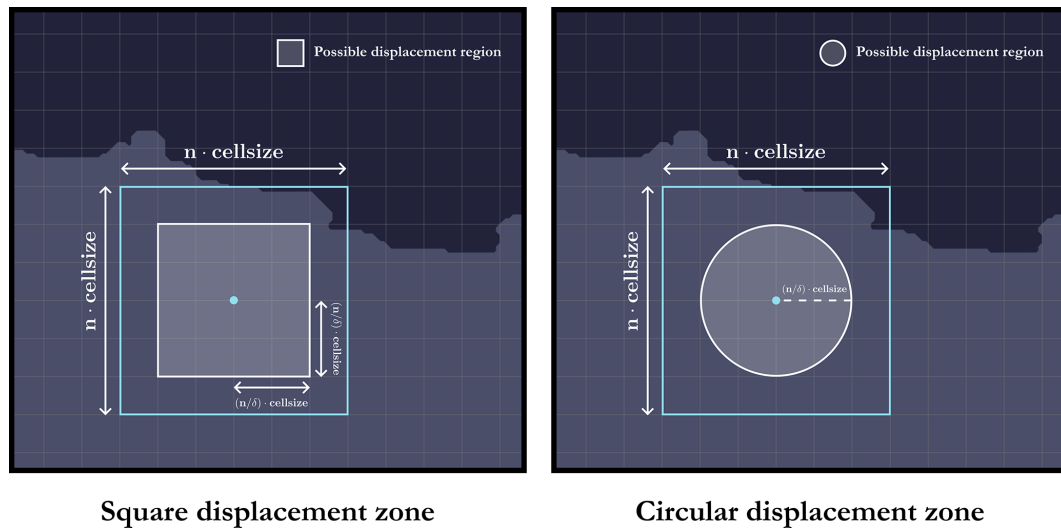 Possible displacement region
n · cellsize
n · cellsize
(n/δ) · cellsize
(n/δ) · cellsize
Square displacement zone
Possible displacement region
n · cellsize
n · cellsize
(n/δ) · cellsize
Circular displacement zone